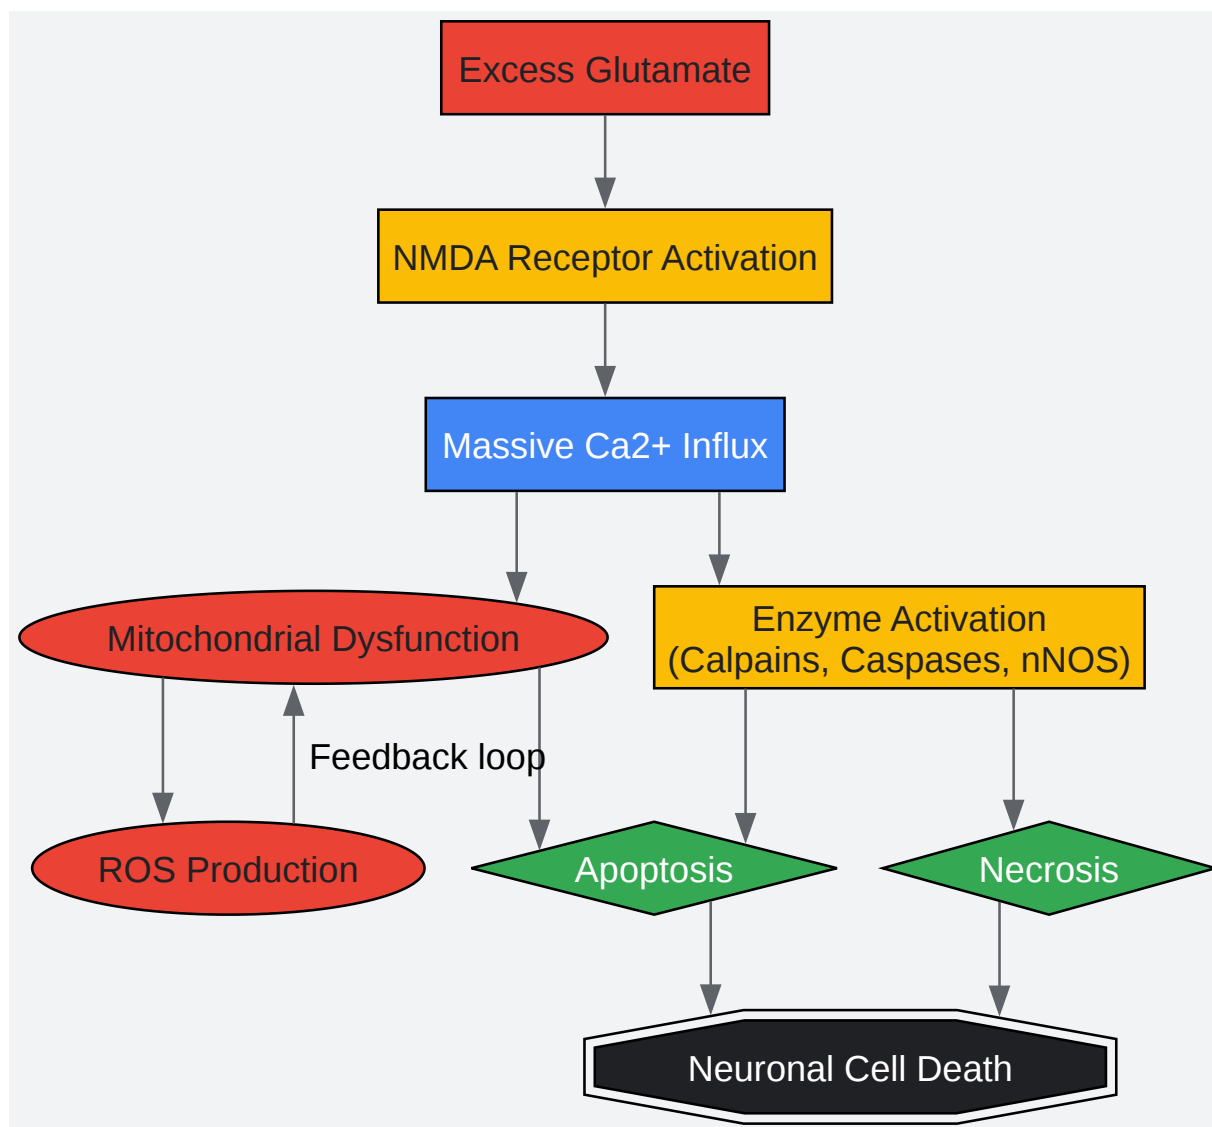 Excess Glutamate
NMDA Receptor Activation
Massive Ca2+ Influx
Mitochondrial Dysfunction
Enzyme Activation
(Calpains, Caspases, nNOS)
Feedback loop
ROS Production
Apoptosis
Necrosis
Neuronal Cell Death